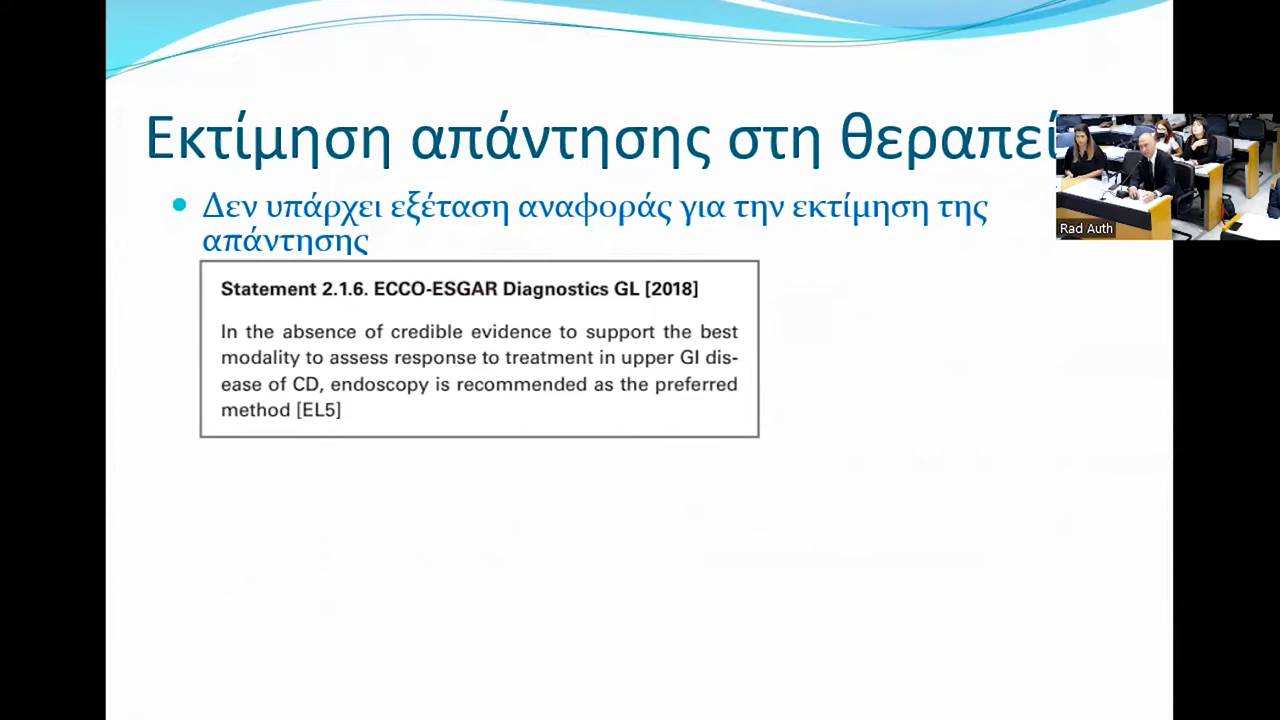 Εκτίμηση απάντησης στη θεραπεί
Δεν υπάρχει εξέταση αναφοράς για την εκτίμηση της
απάντησης
Statement 2.1.6. ECCO-ESGAR Diagnostics GL [2018]
In the absence of credible evidence to support the best
modality to assess response to treatment in upper GI dis-
ease of CD, endoscopy is recommended as the preferred
method [EL5]
Rad Auth